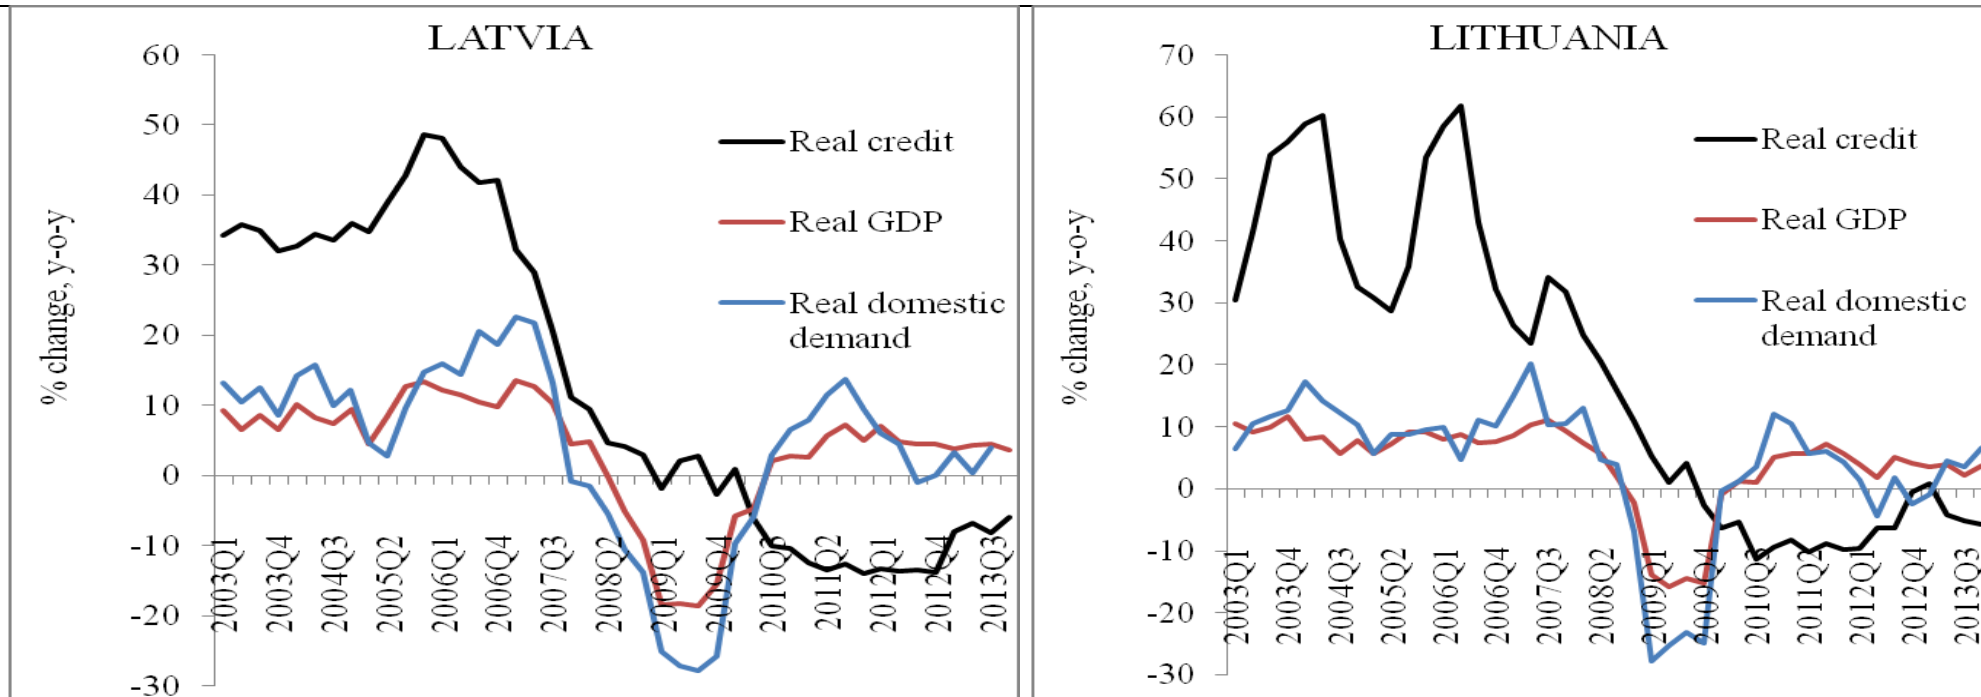 LATVIA
60
50
40
30
20
10
0
-10
-20
-30
% change, y-o-y
Real credit
Real GDP
Real domestic
demand
2003Q1
2003Q4
2004Q3
2005Q2
2006Q1
2006Q4
2007Q3
2008Q2
2009Q1
2009Q4
2010Q3
2011Q2
2012Q1
2012Q4
2013Q3
LITHUANIA
70
60
50
40
30
20
10
0
-10
-20
-30
% change, y-o-y
Real credit
Real GDP
Real domestic
demand
2003Q1
2003Q4
2004Q3
2005Q2
2006Q1
2006Q4
2007Q3
2008Q2
2009Q1
2009Q4
2010Q3
2011Q2
2012Q1
2012Q4
2013Q3